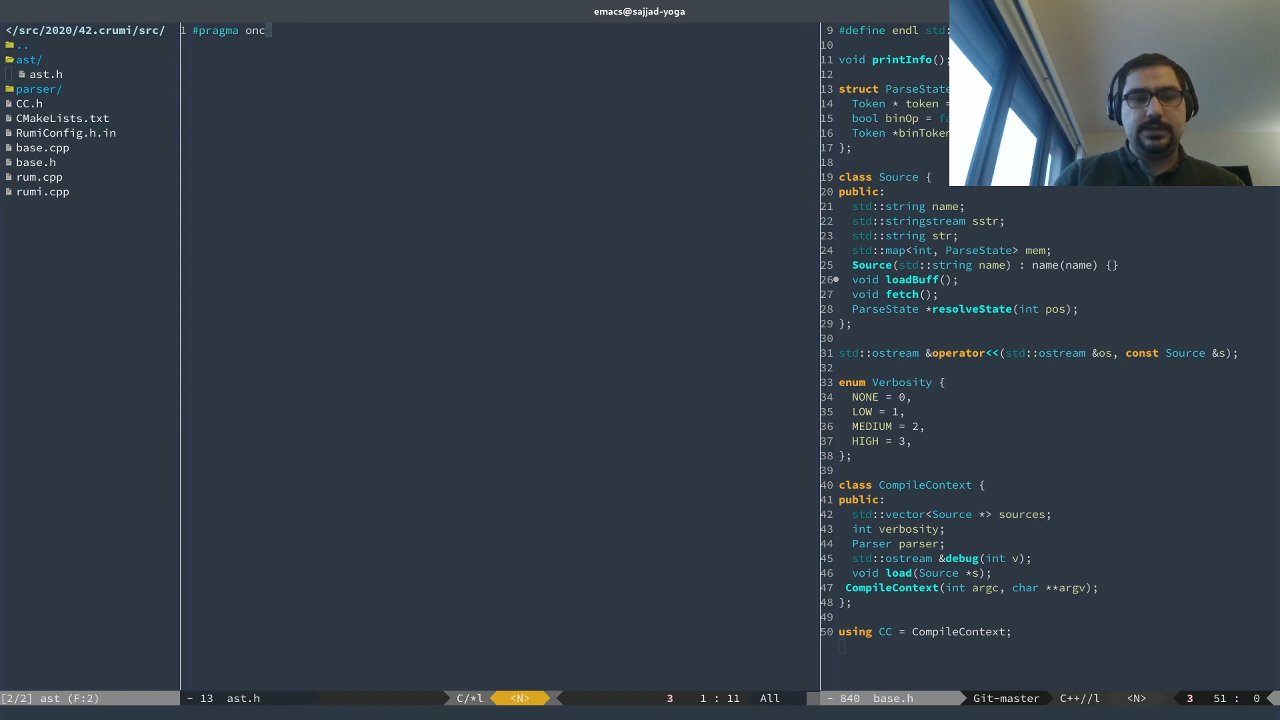 emacs@sajjad-yoga
</src/2020/42.crumi/src/
..
ast/
ast.h
parser/
CC.h
CMakeLists.txt
RumiConfig.h.in
base.cpp
base.h
rum.cpp
rumi.cpp
[2/2] ast (F:2)
1 #pragma onc
- 13 ast.h C/*l <N> 3 1 : 11 All
9 #define endl std:
10
11 void printInfo();
12
13 struct ParseState
14 Token * token =
15 bool binOp = fa
16 Token *binToken
17 };
18
19 class Source {
20 public:
21 std::string name;
22 std::stringstream sstr;
23 std::string str;
24 std::map<int, ParseState> mem;
25 Source(std::string name) : name(name) {}
26 void loadBuff();
27 void fetch();
28 ParseState *resolveState(int pos);
29 };
30
31 std::ostream &operator<<(std::ostream &os, const Source &s);
32
33 enum Verbosity {
34 NONE = 0,
35 LOW = 1,
36 MEDIUM = 2,
37 HIGH = 3,
38 };
39
40 class CompileContext {
41 public:
42 std::vector<Source *> sources;
43 int verbosity;
44 Parser parser;
45 std::ostream &debug(int v);
46 void load(Source *s);
47 CompileContext(int argc, char **argv);
48 };
49
50 using CC = CompileContext;
- 840 base.h Git-master C++//l <N> 3 51 : 0